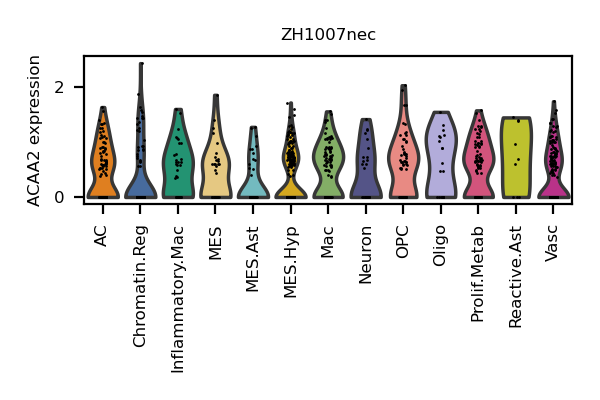 ZH1007nec
ACAA2 expression
2
0
AC
Chromatin.Reg
Inflammatory.Mac
MES
MES.Ast
MES.Hyp
Mac
Neuron
OPC
Oligo
Prolif.Metab
Reactive.Ast
Vasc